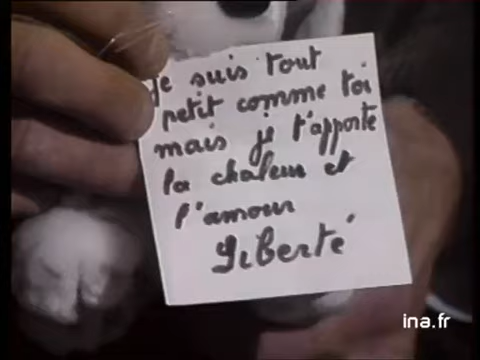 je suis tout
petit comme toi
mais je t'apporte
la chaleur et
l'amour
Liberté
ina.fr